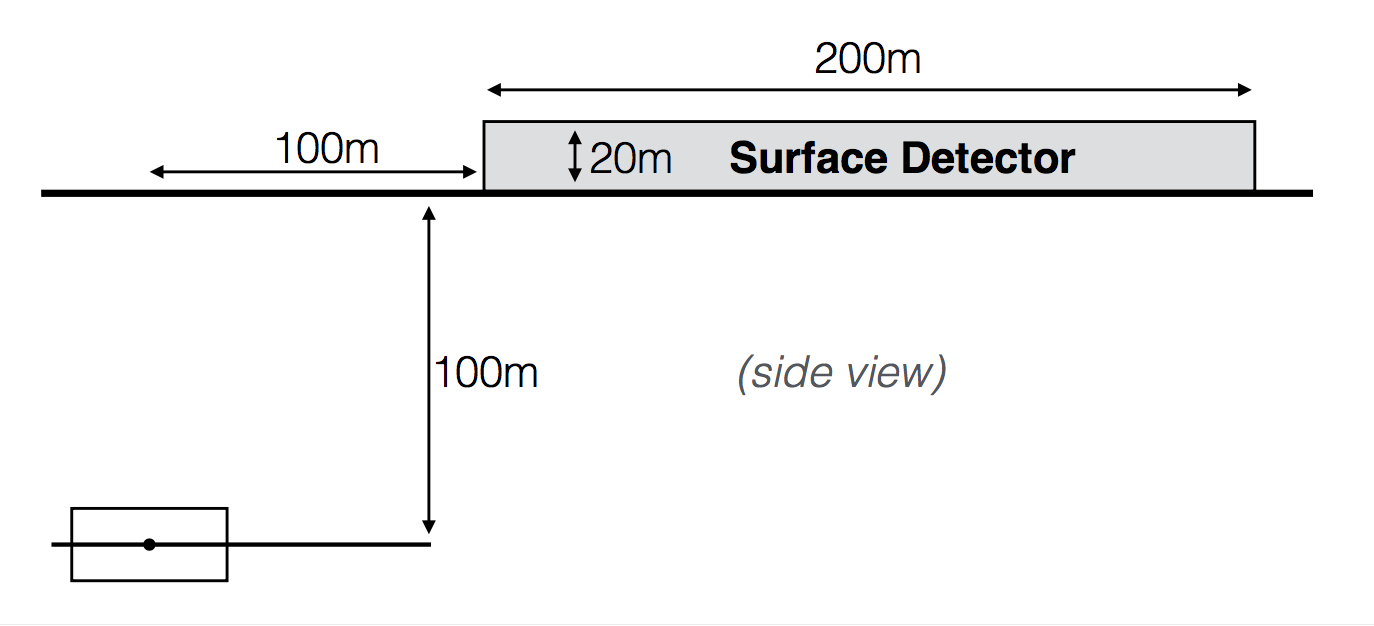 200m
100m
20m
Surface Detector
100m
(side view)